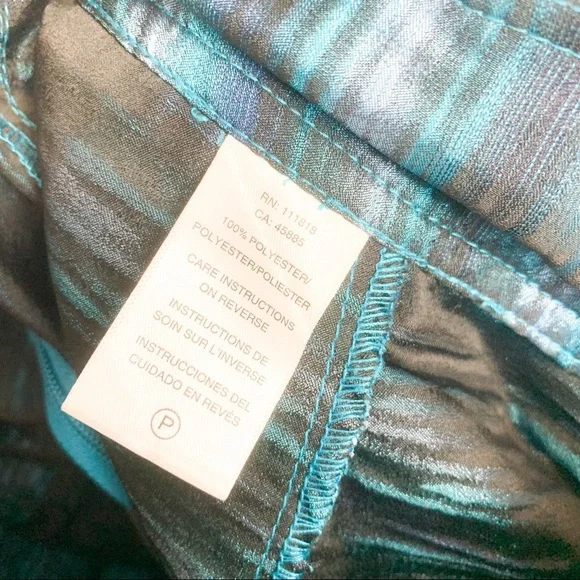 RN: 111818
CA: 45885
100% POLYESTER/
POLYESTER/POLIESTER
CARE INSTRUCTIONS
ON REVERSE
INSTRUCTIONS DE
SOIN SUR L'INVERSE
INSTRUCCIONES DEL
CUIDADO EN REVÉS
P